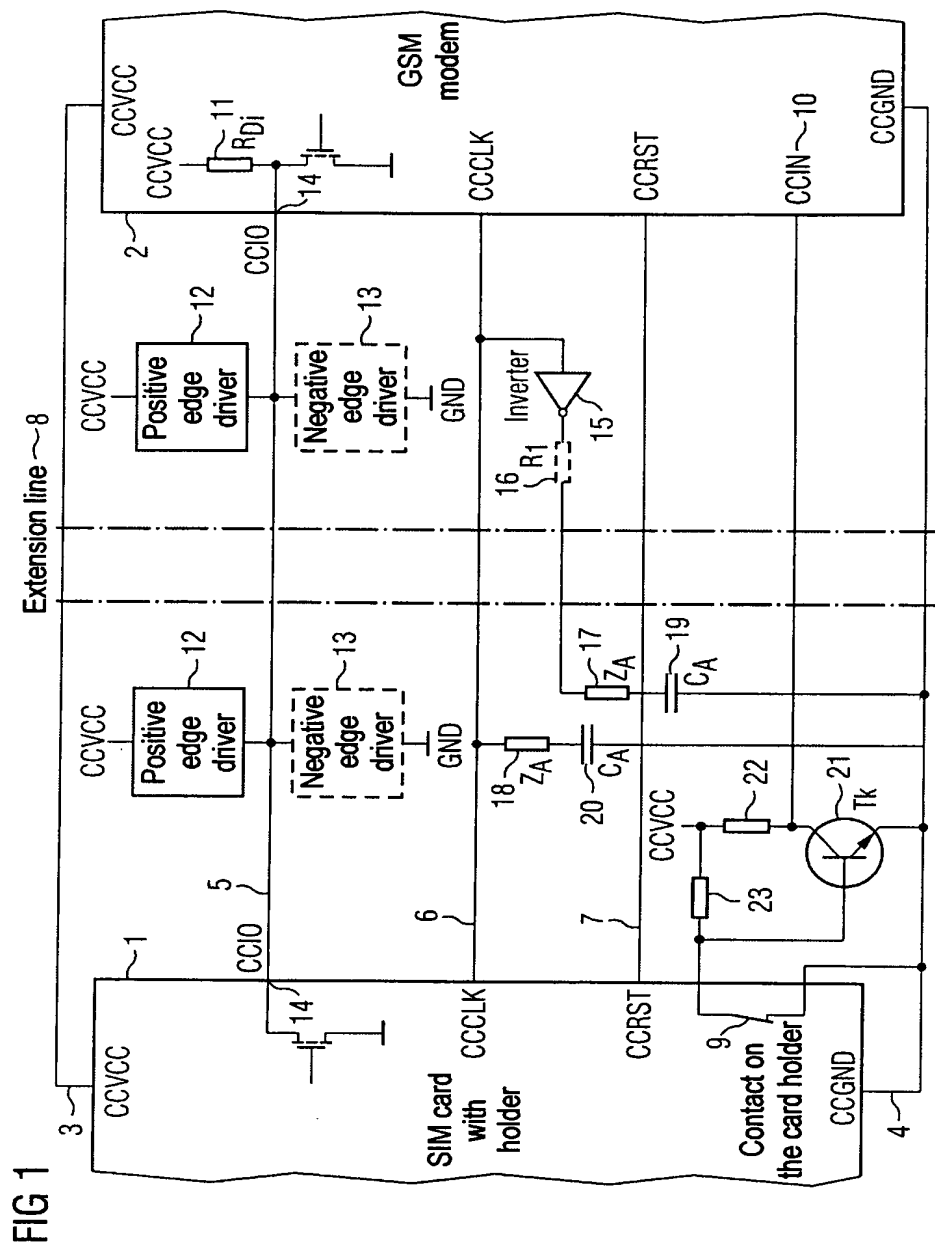 FIG 1
Extension line ~ 8
3
CCVCC
1
SIM card
with
holder
14
CCIO
5
CCCLK
6
CCRST
7
Contact on
the card holder
9
CCGND
4
CCVCC
Positive
edge
driver
12
Negative
edge
driver
13
GND
18
ZA
20
CA
17
ZA
19
CA
CCVCC
22
23
21
Tk
CCVCC
Positive
edge
driver
12
Negative
edge
driver
13
GND
Inverter
15
16
R1
2
CCVCC
CCVCC
11
RDi
CCIO
14
GSM
modem
CCCLK
CCRST
CCIN ~ 10
CCGND